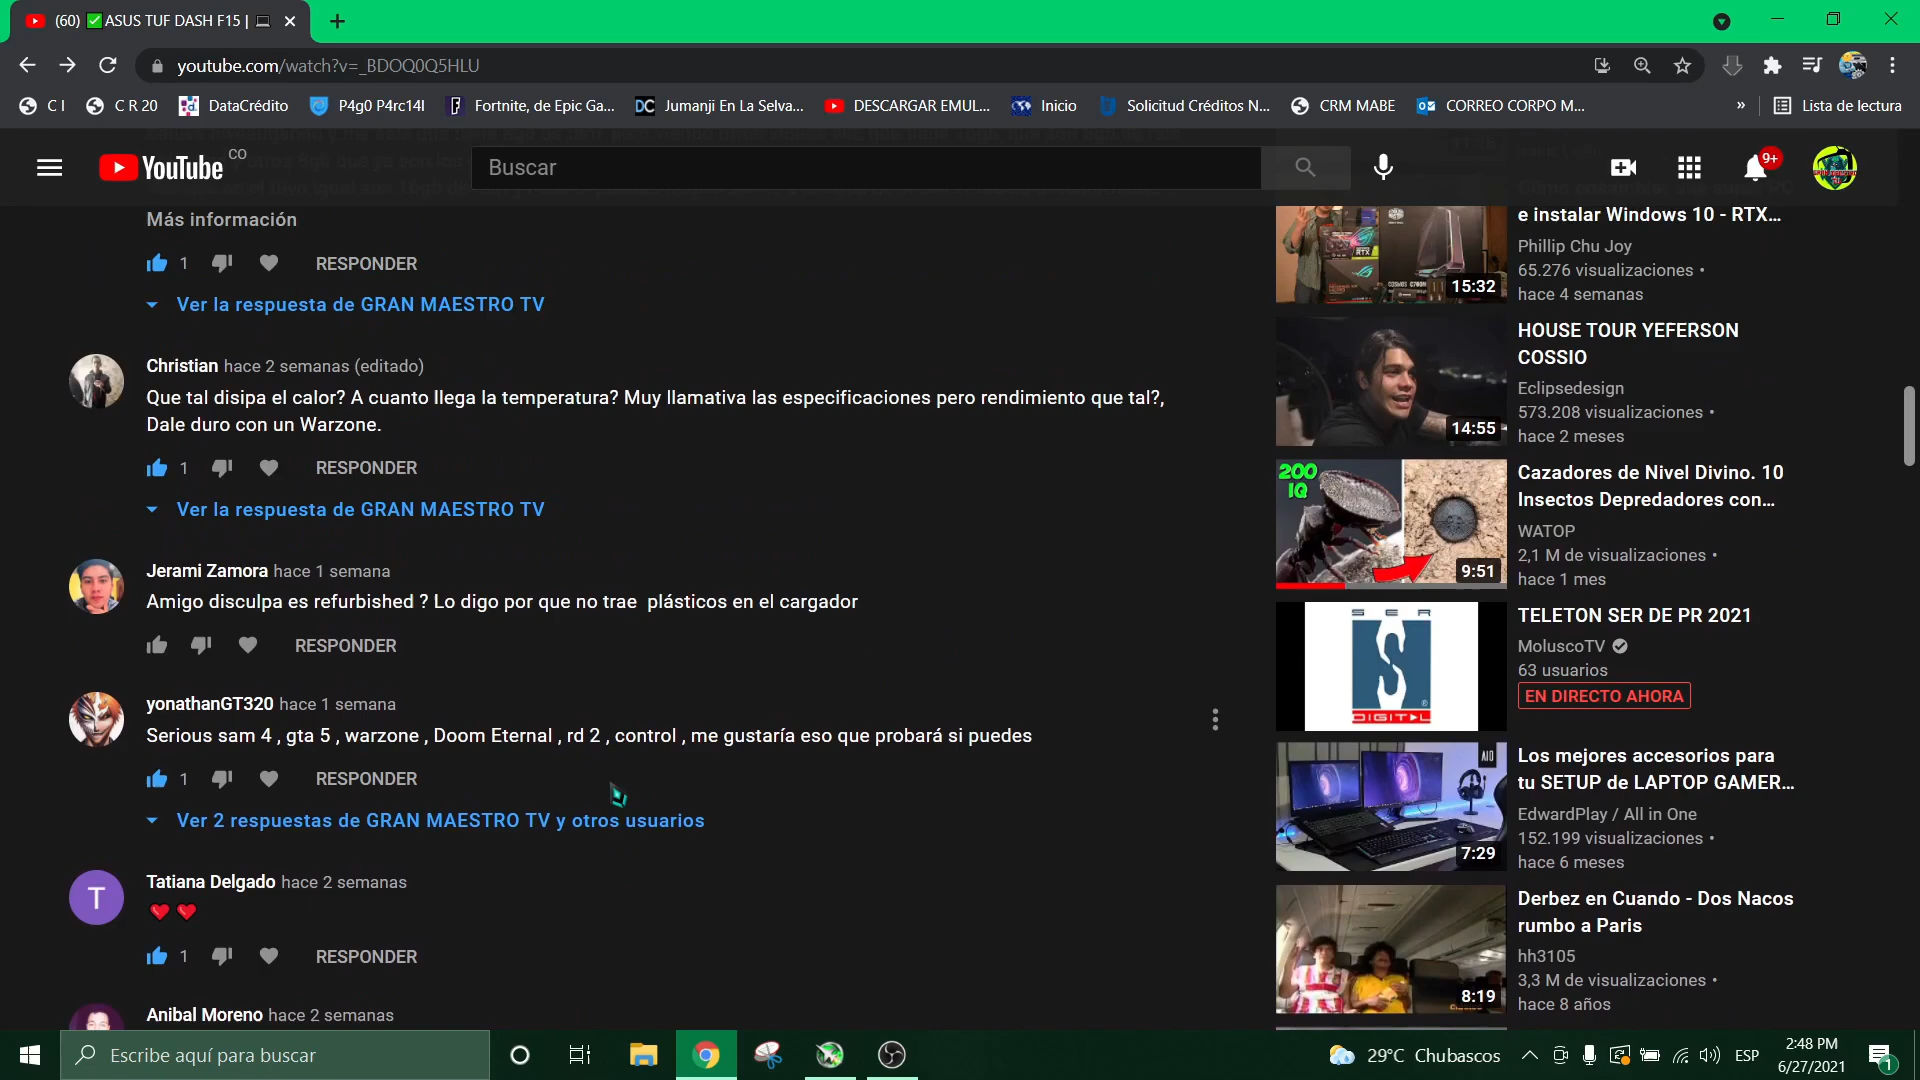 (60) ✅ASUS TUF DASH F15 | 💻
youtube.com/watch?v=_BDOQ0Q5HLU
C I
C R 20
DataCrédito
P4g0 P4rc14l
Fortnite, de Epic Ga...
DC Jumanji En La Selva...
DESCARGAR EMUL...
Inicio
Solicitud Créditos N...
CRM MABE
CORREO CORPO M...
»
Lista de lectura
YouTube CO
Buscar
9+
Más información
1 RESPONDER
Ver la respuesta de GRAN MAESTRO TV
Christian hace 2 semanas (editado)
Que tal disipa el calor? A cuanto llega la temperatura? Muy llamativa las especificaciones pero rendimiento que tal?,
Dale duro con un Warzone.
1 RESPONDER
Ver la respuesta de GRAN MAESTRO TV
Jerami Zamora hace 1 semana
Amigo disculpa es refurbished ? Lo digo por que no trae plásticos en el cargador
RESPONDER
yonathanGT320 hace 1 semana
Serious sam 4 , gta 5 , warzone , Doom Eternal , rd 2 , control , me gustaría eso que probará si puedes
1 RESPONDER
Ver 2 respuestas de GRAN MAESTRO TV y otros usuarios
T
Tatiana Delgado hace 2 semanas
❤️ ❤️
1 RESPONDER
Anibal Moreno hace 2 semanas
e instalar Windows 10 - RTX...
Phillip Chu Joy
65.276 visualizaciones •
hace 4 semanas
15:32
HOUSE TOUR YEFERSON
COSSIO
Eclipsedesign
573.208 visualizaciones •
hace 2 meses
14:55
200
IQ
Cazadores de Nivel Divino. 10
Insectos Depredadores con...
WATOP
2,1 M de visualizaciones •
hace 1 mes
9:51
SER
S
DIGITAL
TELETON SER DE PR 2021
MoluscoTV
63 usuarios
EN DIRECTO AHORA
AIO
Los mejores accesorios para
tu SETUP de LAPTOP GAMER...
EdwardPlay / All in One
152.199 visualizaciones •
hace 6 meses
7:29
Derbez en Cuando - Dos Nacos
rumbo a Paris
hh3105
3,3 M de visualizaciones •
hace 8 años
8:19
Escribe aquí para buscar
29°C Chubascos
ESP
2:48 PM
6/27/2021
1